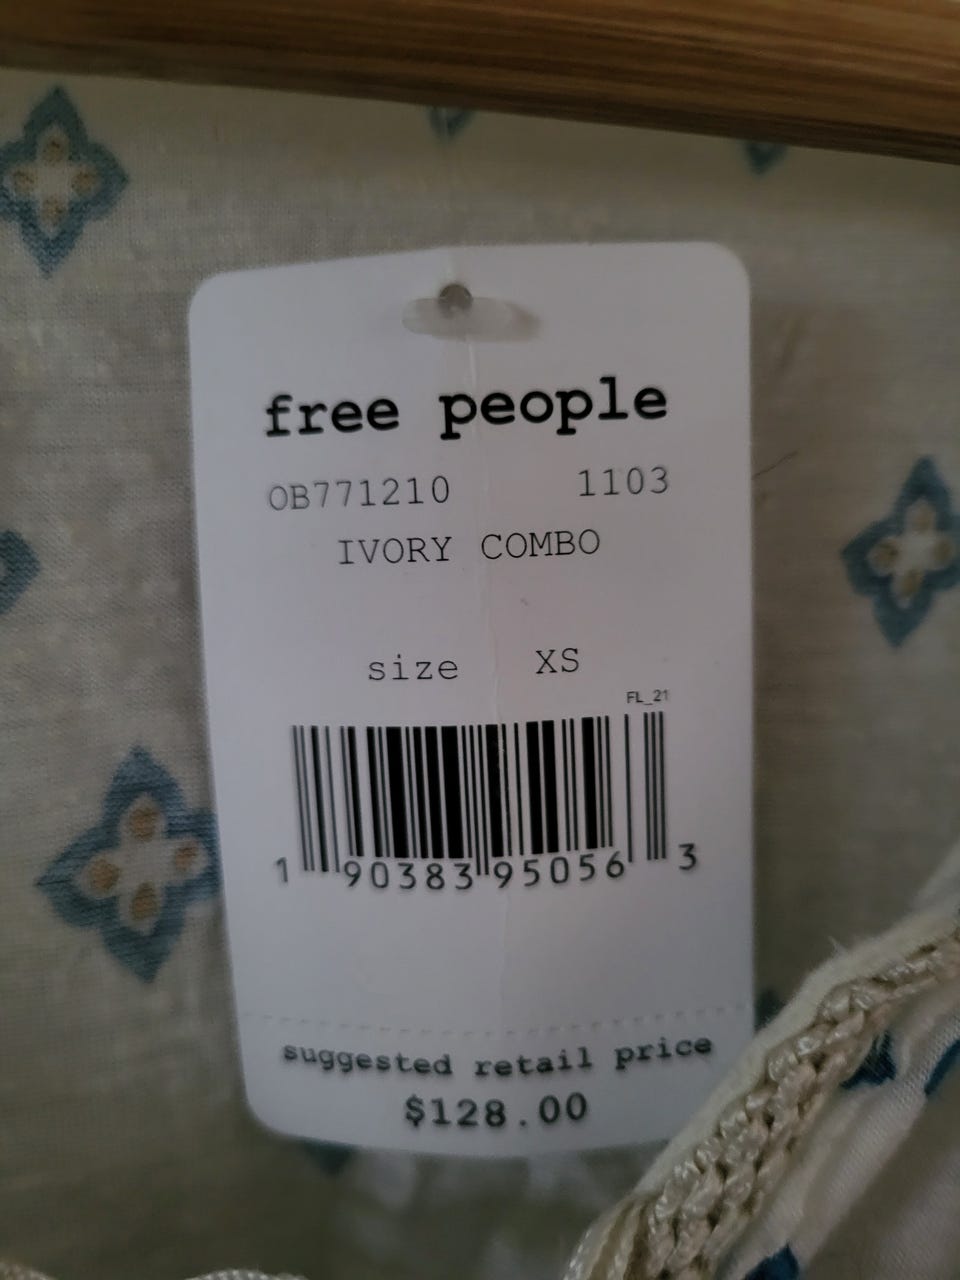 free people
OB771210 1103
IVORY COMBO
size XS
FL_21
1 90383 95056 3
suggested retail price
$128.00